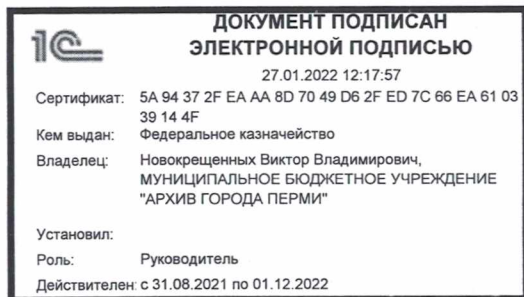 1С
ДОКУМЕНТ ПОДПИСАН
ЭЛЕКТРОННОЙ ПОДПИСЬЮ
27.01.2022 12:17:57
Сертификат: 5A 94 37 2F EA AA 8D 70 49 D6 2F ED 7C 66 EA 61 03
39 14 4F
Кем выдан: Федеральное казначейство
Владелец: Новокрещенных Виктор Владимирович,
МУНИЦИПАЛЬНОЕ БЮДЖЕТНОЕ УЧРЕЖДЕНИЕ
"АРХИВ ГОРОДА ПЕРМИ"
Установил:
Роль: Руководитель
Действителен: с 31.08.2021 по 01.12.2022